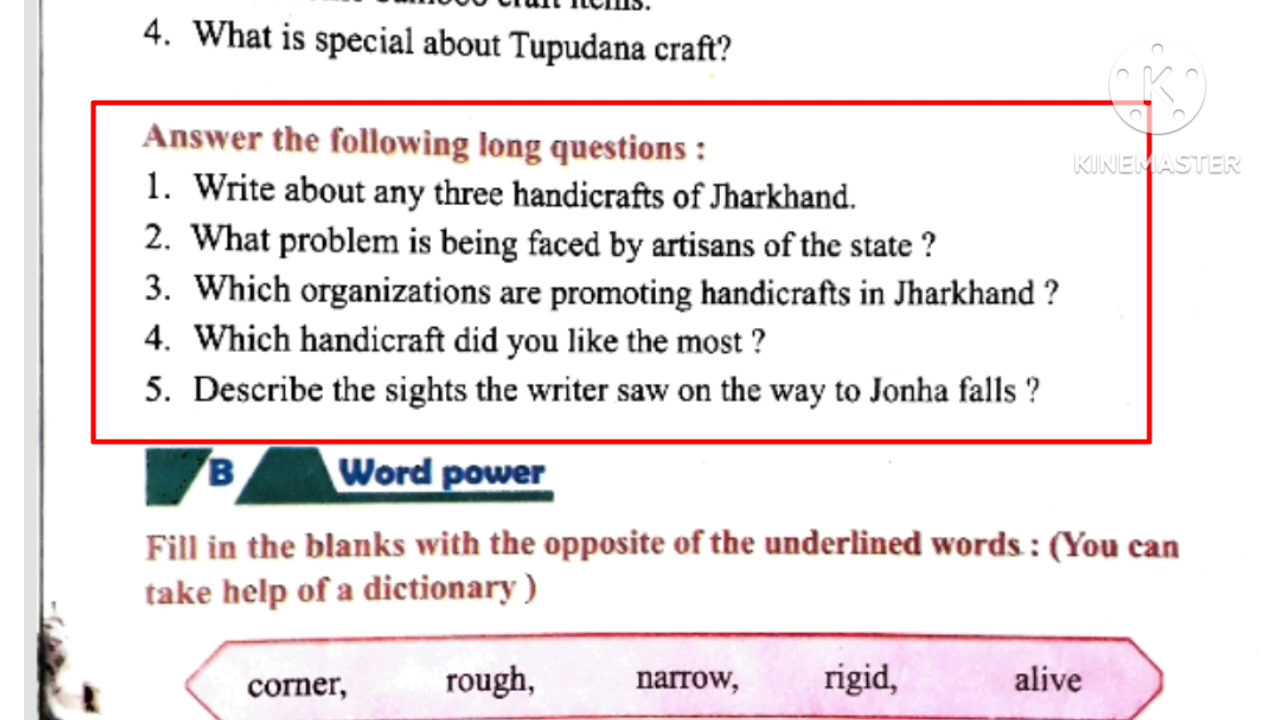 4. What is special about Tupudana craft?
KINEMASTER
Answer the following long questions :
1. Write about any three handicrafts of Jharkhand.
2. What problem is being faced by artisans of the state ?
3. Which organizations are promoting handicrafts in Jharkhand ?
4. Which handicraft did you like the most ?
5. Describe the sights the writer saw on the way to Jonha falls ?
B Word power
Fill in the blanks with the opposite of the underlined words : (You can
take help of a dictionary )
corner, rough, narrow, rigid, alive